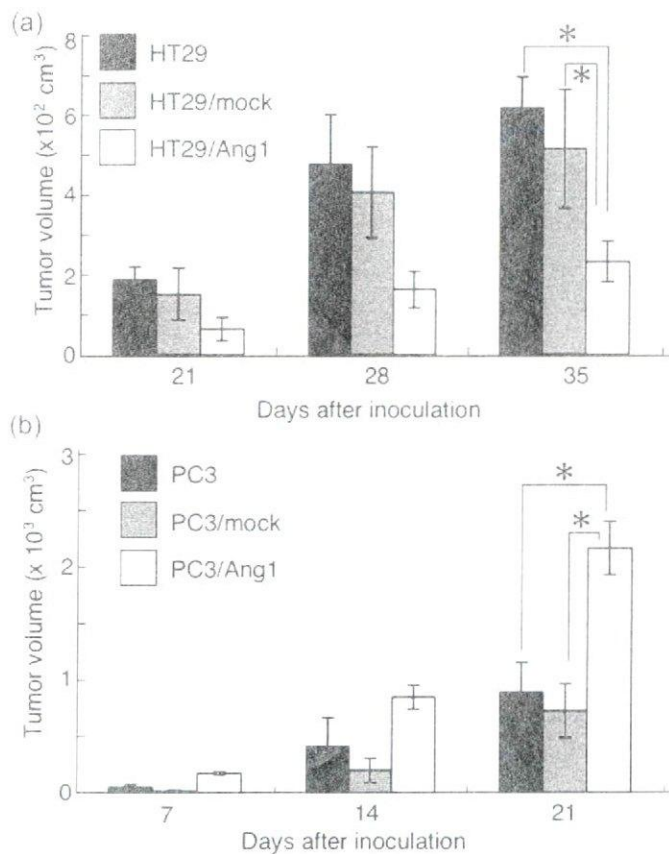 (a)
8
6
4
2
0
Tumor volume (x10² cm³)
HT29
HT29/mock
HT29/Ang1
*
*
21 28 35
Days after inoculation
(b)
3
2
1
0
Tumor volume (x 10³ cm³)
PC3
PC3/mock
PC3/Ang1
*
*
7 14 21
Days after inoculation